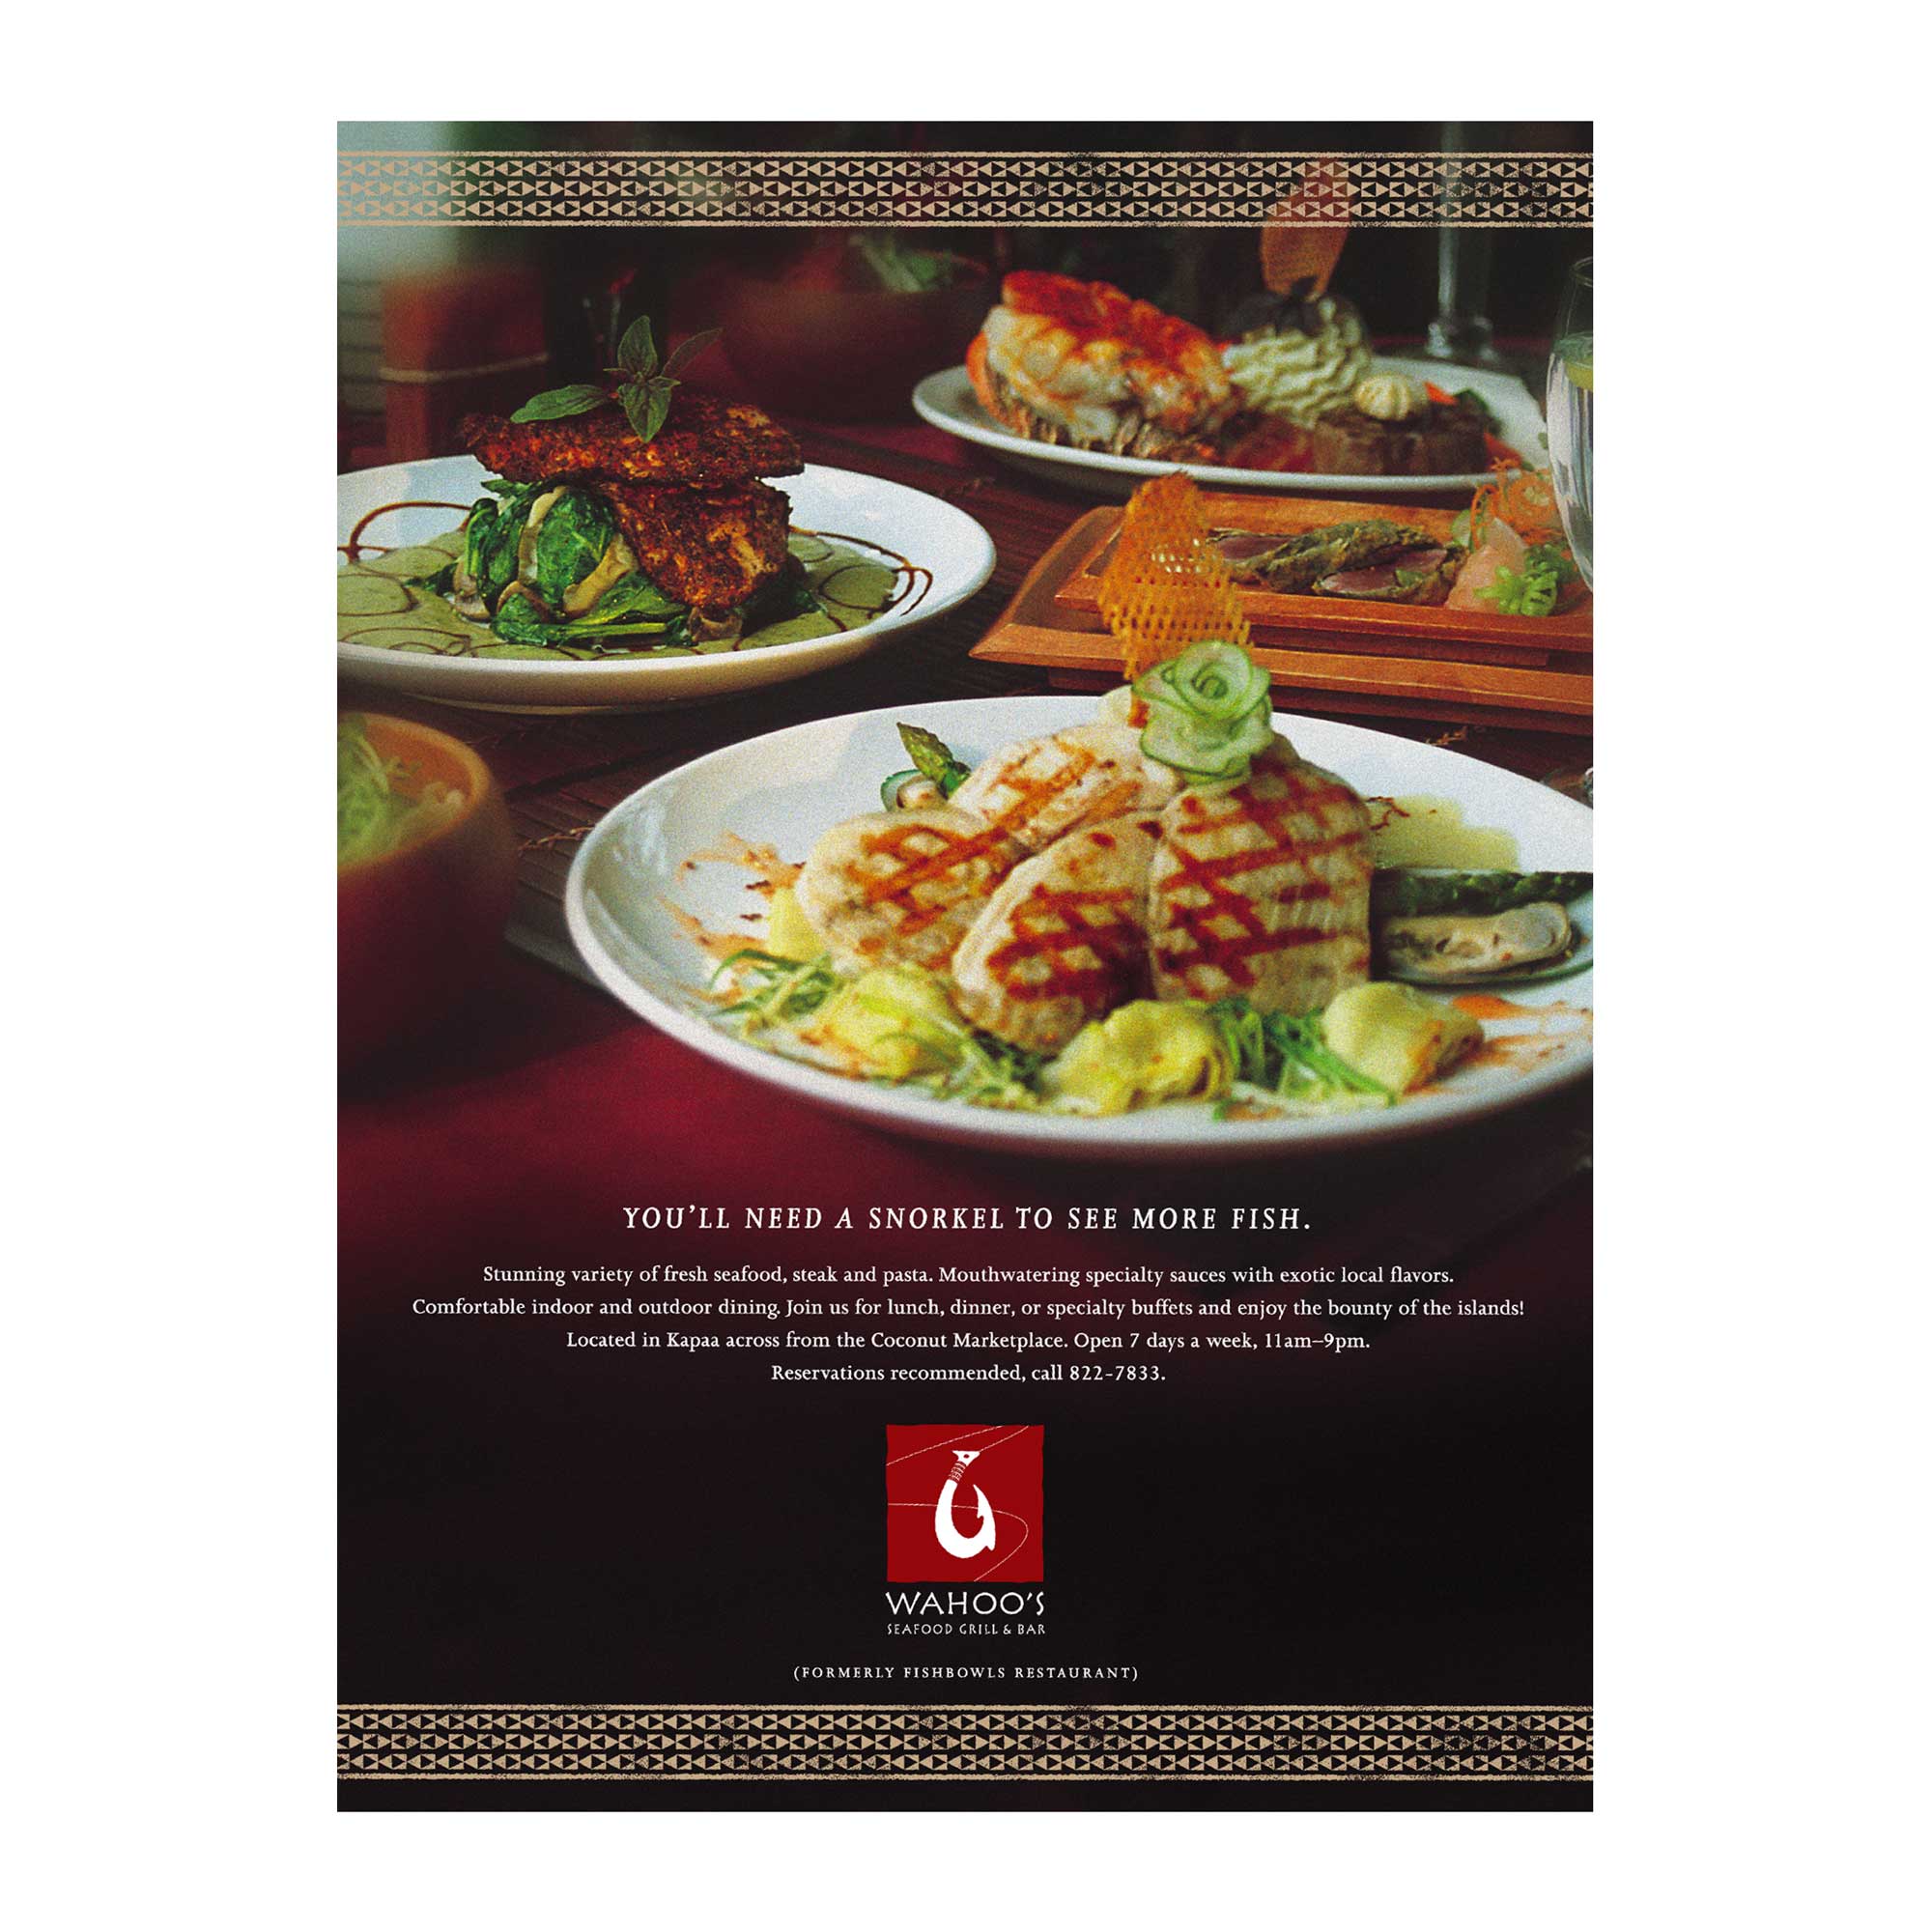 YOU'LL NEED A SNORKEL TO SEE MORE FISH.
Stunning variety of fresh seafood, steak and pasta. Mouthwatering specialty sauces with exotic local flavors.
Comfortable indoor and outdoor dining. Join us for lunch, dinner, or specialty buffets and enjoy the bounty of the islands!
Located in Kapaa across from the Coconut Marketplace. Open 7 days a week, 11am–9pm.
Reservations recommended, call 822-7833.
WAHOO'S
SEAFOOD GRILL & BAR
(FORMERLY FISHBOWLS RESTAURANT)